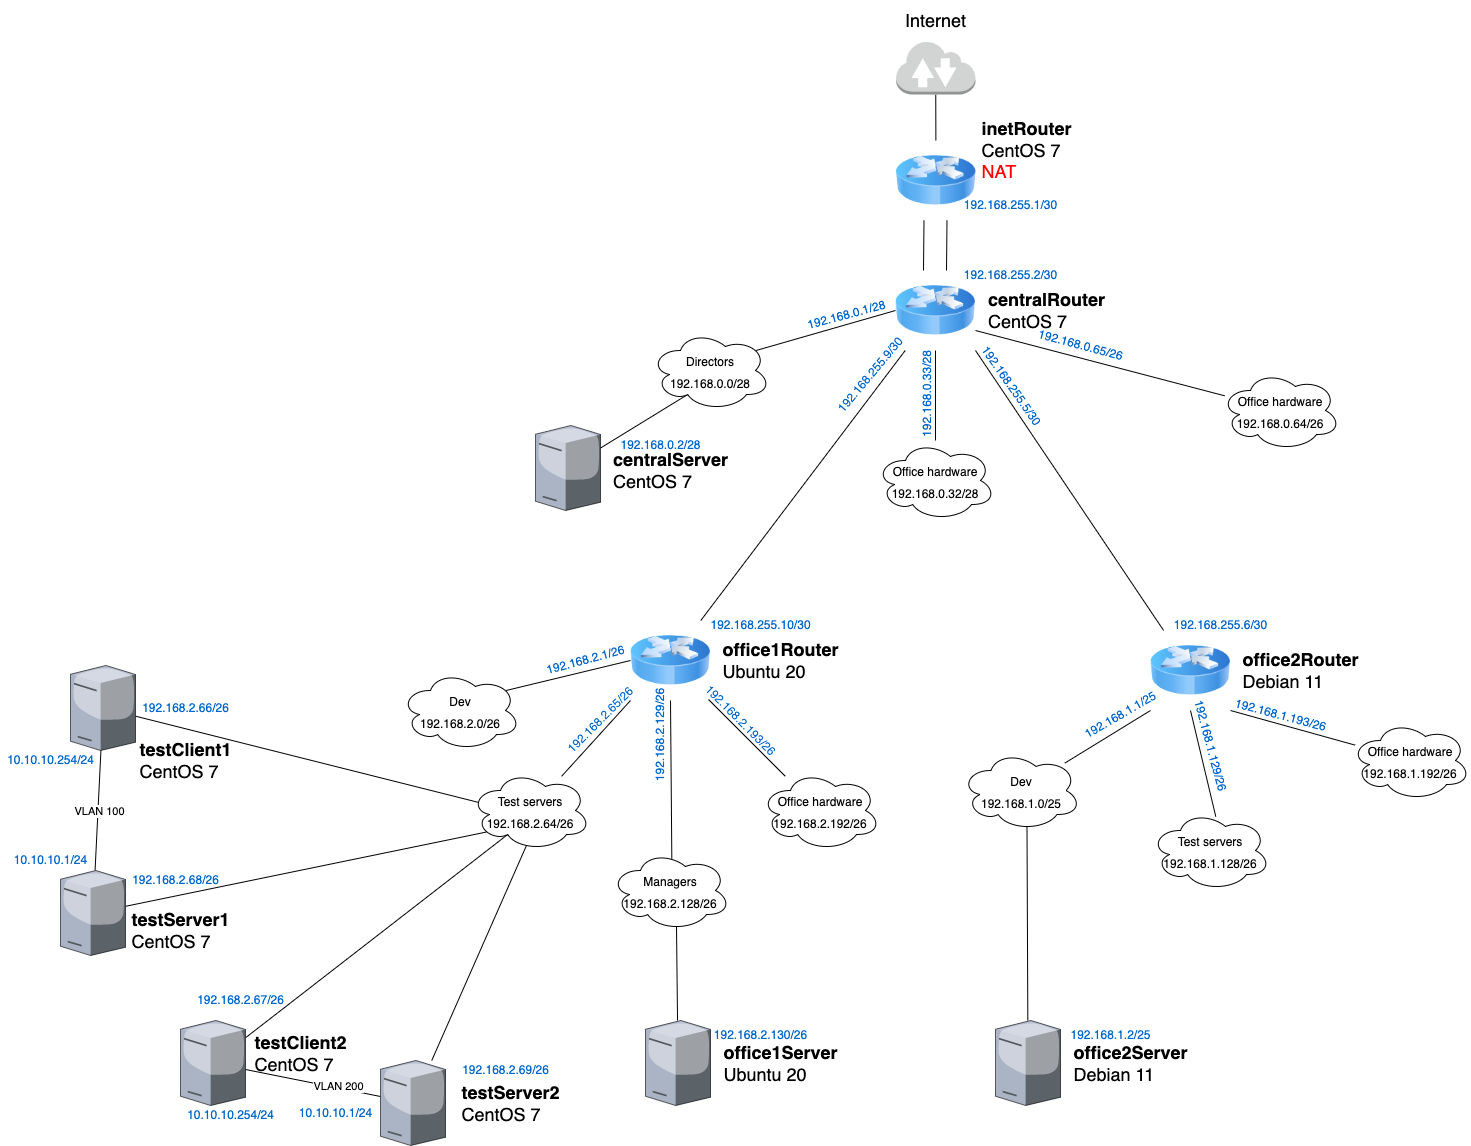 Internet
inetRouter
CentOS 7
NAT
192.168.255.1/30
192.168.255.2/30
centralRouter
CentOS 7
192.168.0.1/28
192.168.255.9/30
192.168.0.33/28
192.168.255.5/30
192.168.0.65/26
Directors
192.168.0.0/28
Office hardware
192.168.0.64/26
192.168.0.2/28
centralServer
CentOS 7
Office hardware
192.168.0.32/28
192.168.255.10/30
office1Router
Ubuntu 20
192.168.255.6/30
office2Router
Debian 11
192.168.2.1/26
192.168.2.65/26
192.168.2.129/26
192.168.2.193/26
192.168.1.1/25
192.168.1.129/26
192.168.1.193/26
Dev
192.168.2.0/26
192.168.2.66/26
testClient1
CentOS 7
10.10.10.254/24
VLAN 100
Test servers
192.168.2.64/26
Office hardware
192.168.2.192/26
Dev
192.168.1.0/25
Office hardware
192.168.1.192/26
Test servers
192.168.1.128/26
10.10.10.1/24
192.168.2.68/26
testServer1
CentOS 7
Managers
192.168.2.128/26
192.168.2.67/26
testClient2
CentOS 7
VLAN 200
10.10.10.254/24
10.10.10.1/24
192.168.2.69/26
testServer2
CentOS 7
192.168.2.130/26
office1Server
Ubuntu 20
192.168.1.2/25
office2Server
Debian 11